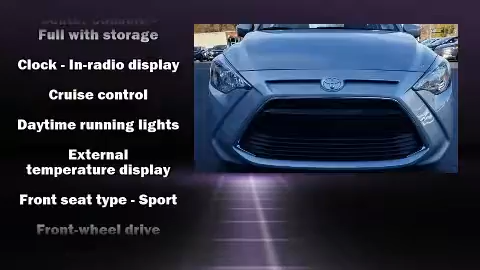 Full with storage
Clock - In-radio display
Cruise control
Daytime running lights
External
temperature display
Front seat type - Sport
Front-wheel drive